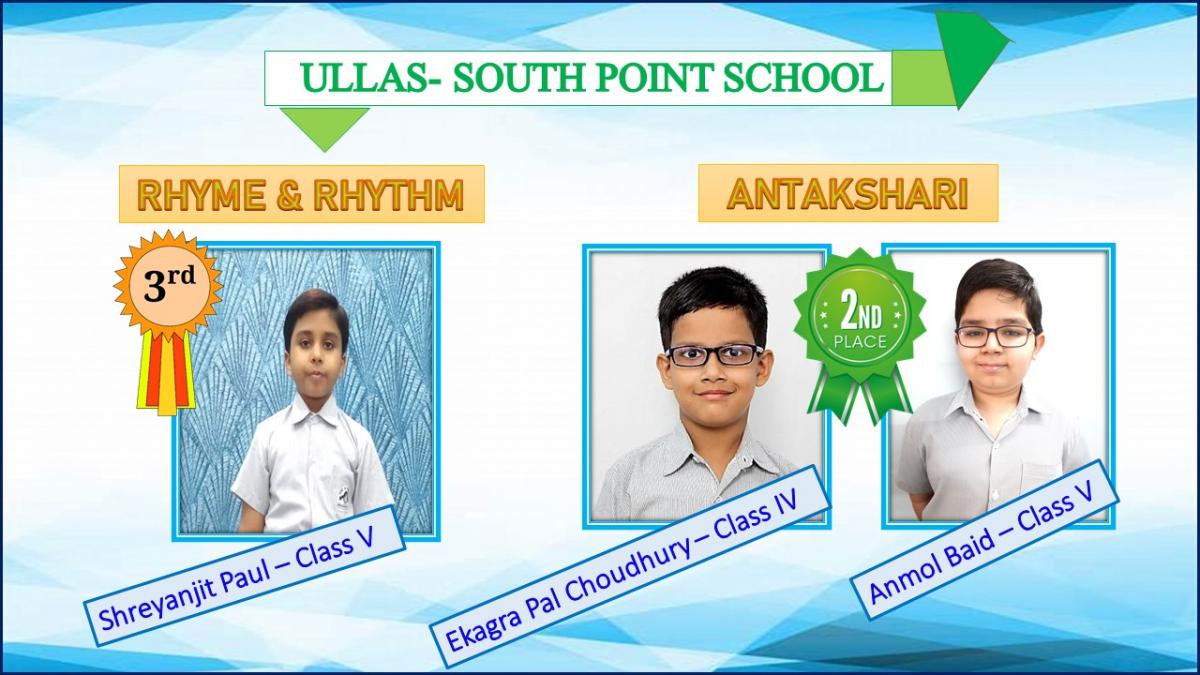 ULLAS- SOUTH POINT SCHOOL
RHYME & RHYTHM
ANTAKSHARI
3rd
2ND
PLACE
Shreyanjit Paul – Class V
Ekagra Pal Choudhury – Class IV
Anmol Baid – Class V